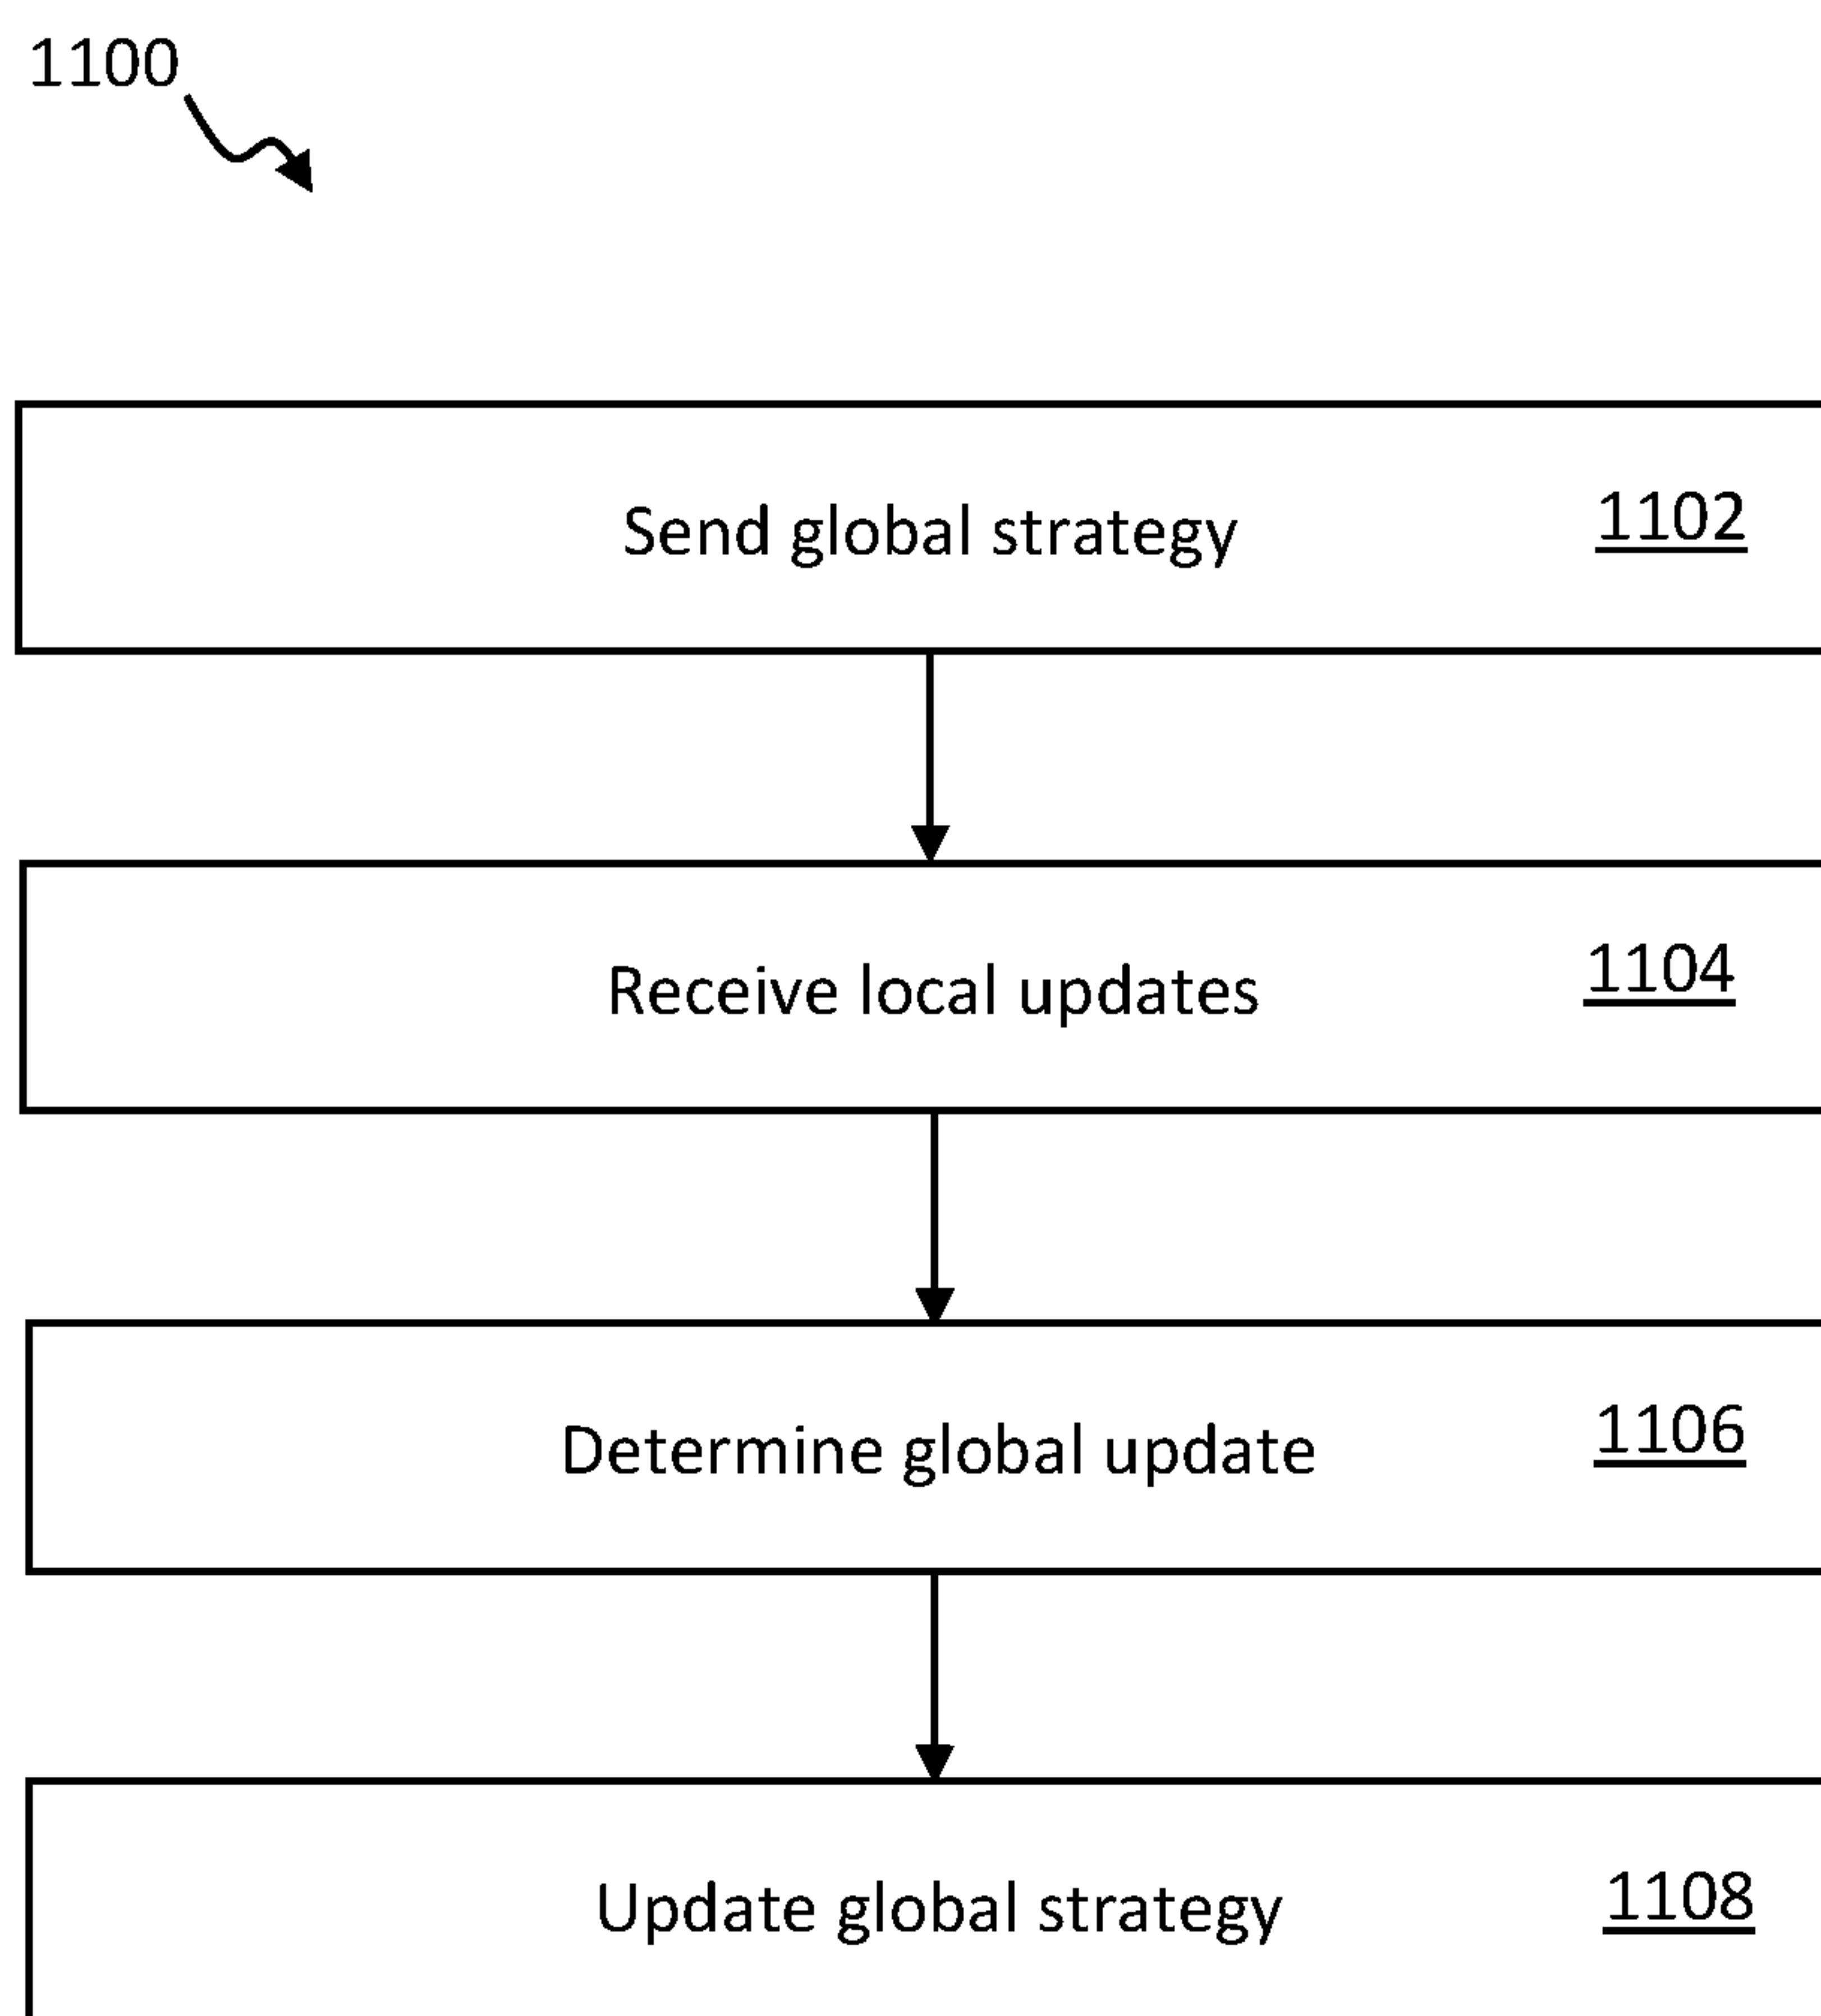 1100
Send global strategy 1102
Receive local updates 1104
Determine global update 1106
Update global strategy 1108